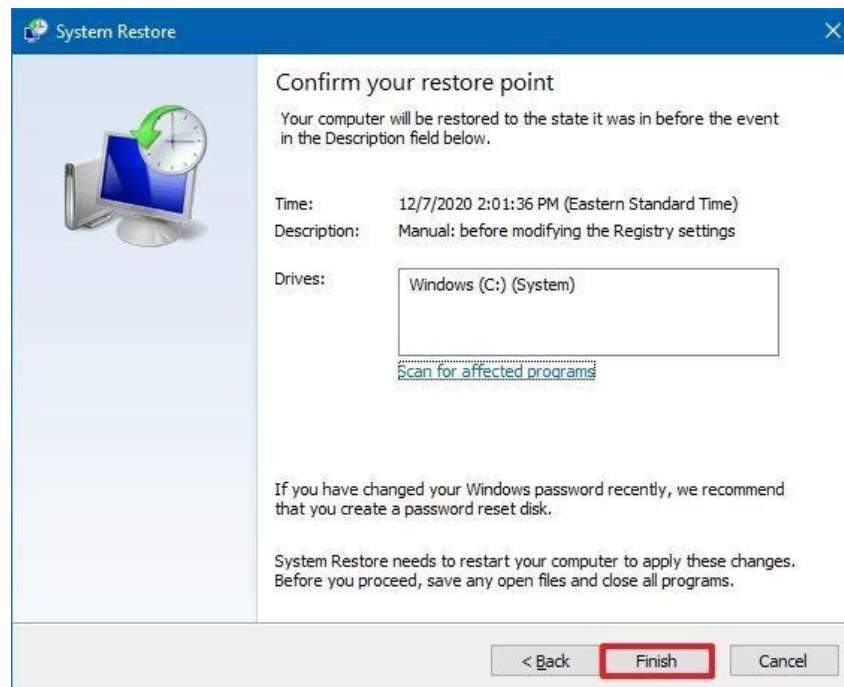 System Restore
Confirm your restore point
Your computer will be restored to the state it was in before the event
in the Description field below.
Time: 12/7/2020 2:01:36 PM (Eastern Standard Time)
Description: Manual: before modifying the Registry settings
Drives: Windows (C:) (System)
Scan for affected programs
If you have changed your Windows password recently, we recommend
that you create a password reset disk.
System Restore needs to restart your computer to apply these changes.
Before you proceed, save any open files and close all programs.
< Back Finish Cancel